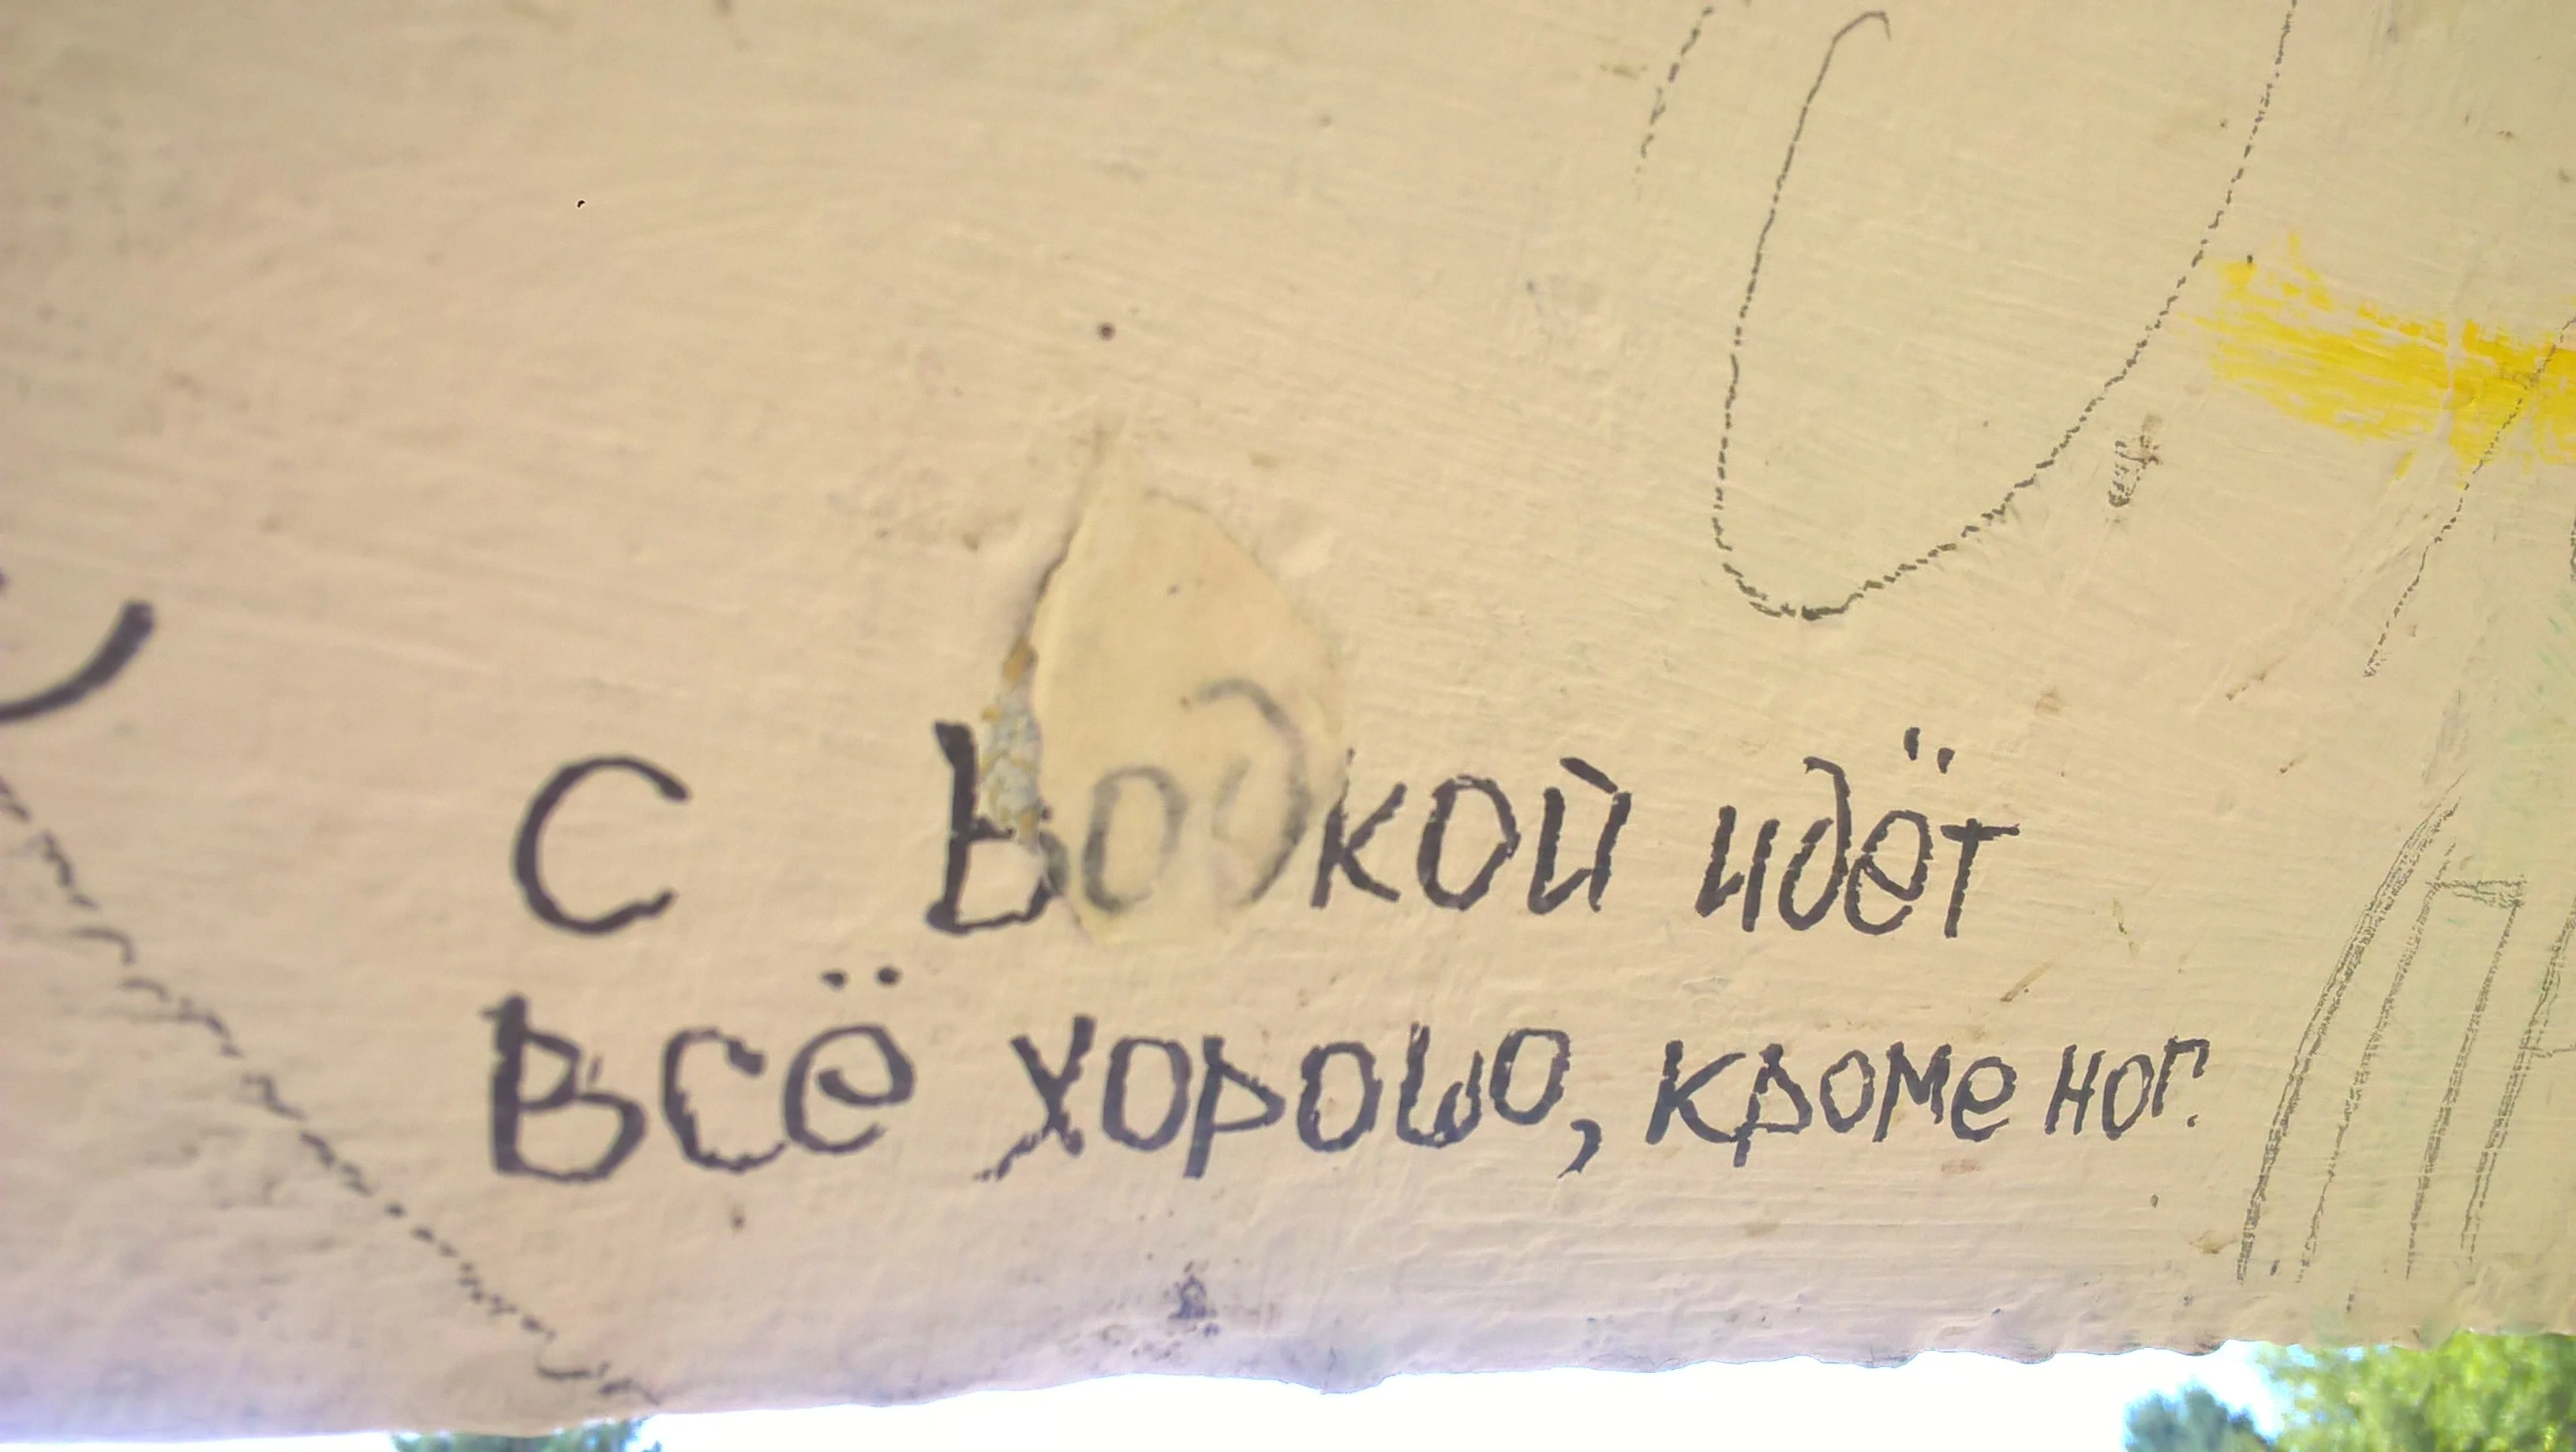 С Водкой идёт
Всё хорошо, кроме ног.